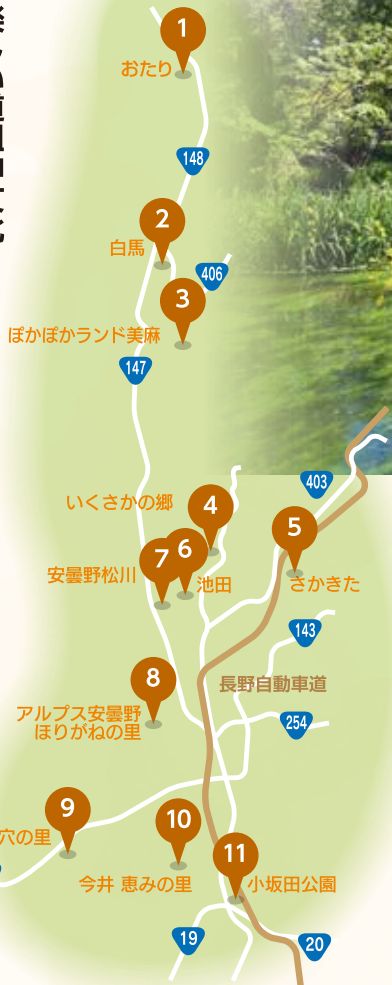 1
おたり
148
2
白馬
406
3
ぽかぽかランド美麻
147
403
いくさかの郷
4
5
さかきた
6
池田
7
安曇野松川
143
8
長野自動車道
アルプス安曇野
ほりがねの里
254
9
穴の里
10
今井 恵みの里
11
小坂田公園
19
20